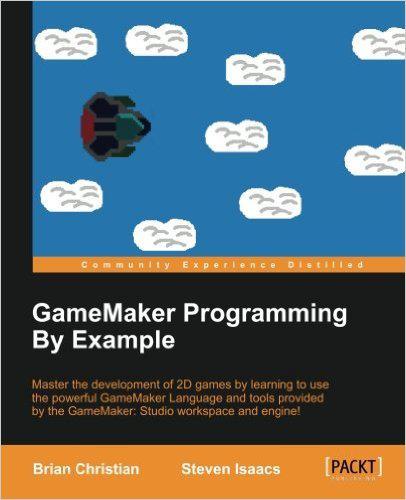 Community Experience Distilled
GameMaker Programming
By Example
Master the development of 2D games by learning to use
the powerful GameMaker Language and tools provided
by the GameMaker: Studio workspace and engine!
Brian Christian Steven Isaacs
[PACKT]
PUBLISHING